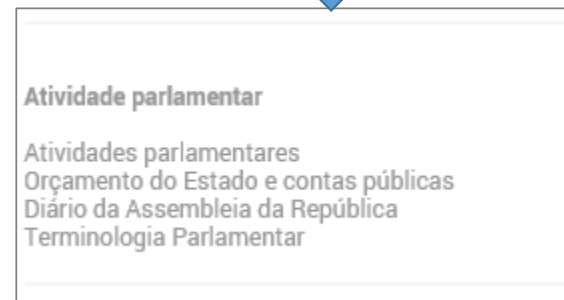 Atividade parlamentar
Atividades parlamentares
Orçamento do Estado e contas públicas
Diário da Assembleia da República
Terminologia Parlamentar